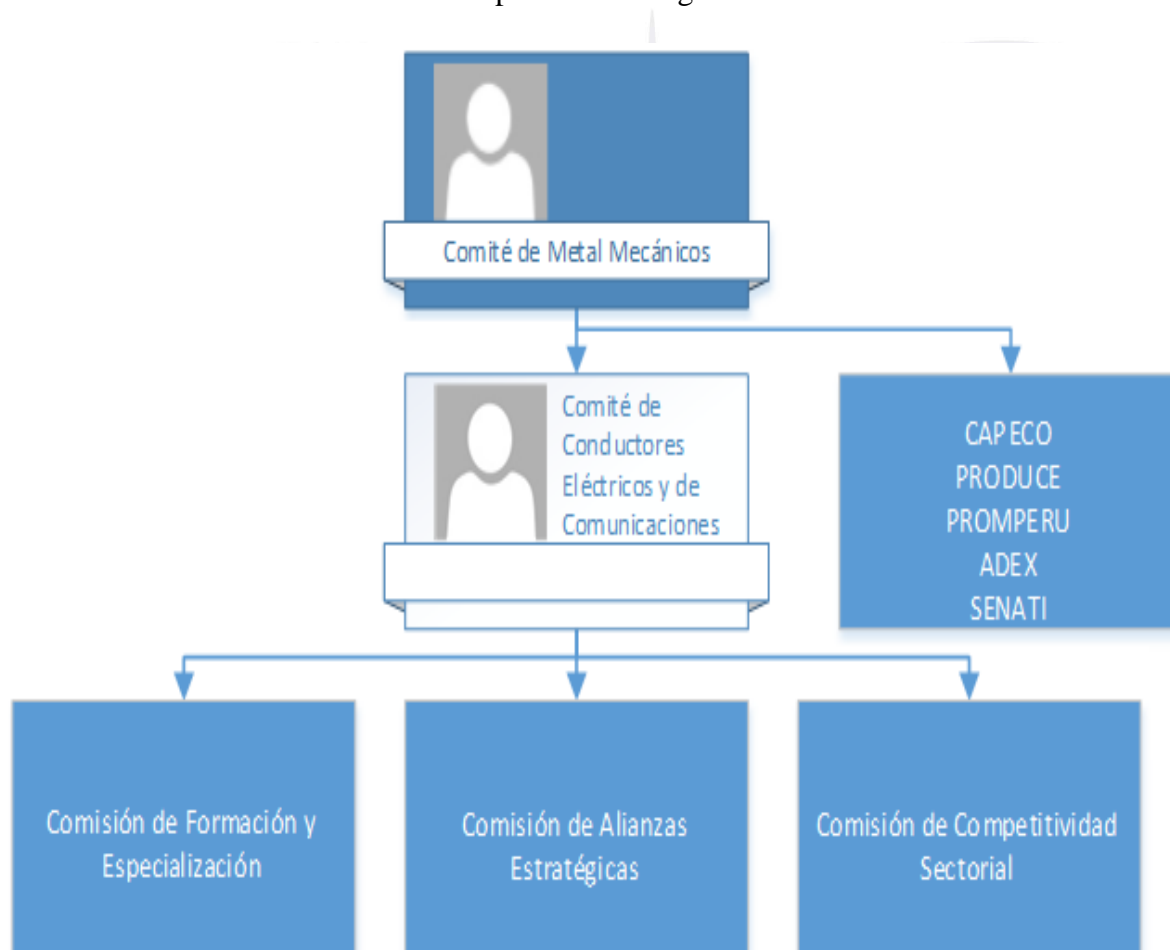 Comité de Metal Mecánicos
Comité de
Conductores
Eléctricos y de
Comunicaciones
CAPECO
PRODUCE
PROMPERU
ADEX
SENATI
Comisión de Formación y
Especialización
Comisión de Alianzas
Estratégicas
Comisión de Competitividad
Sectorial